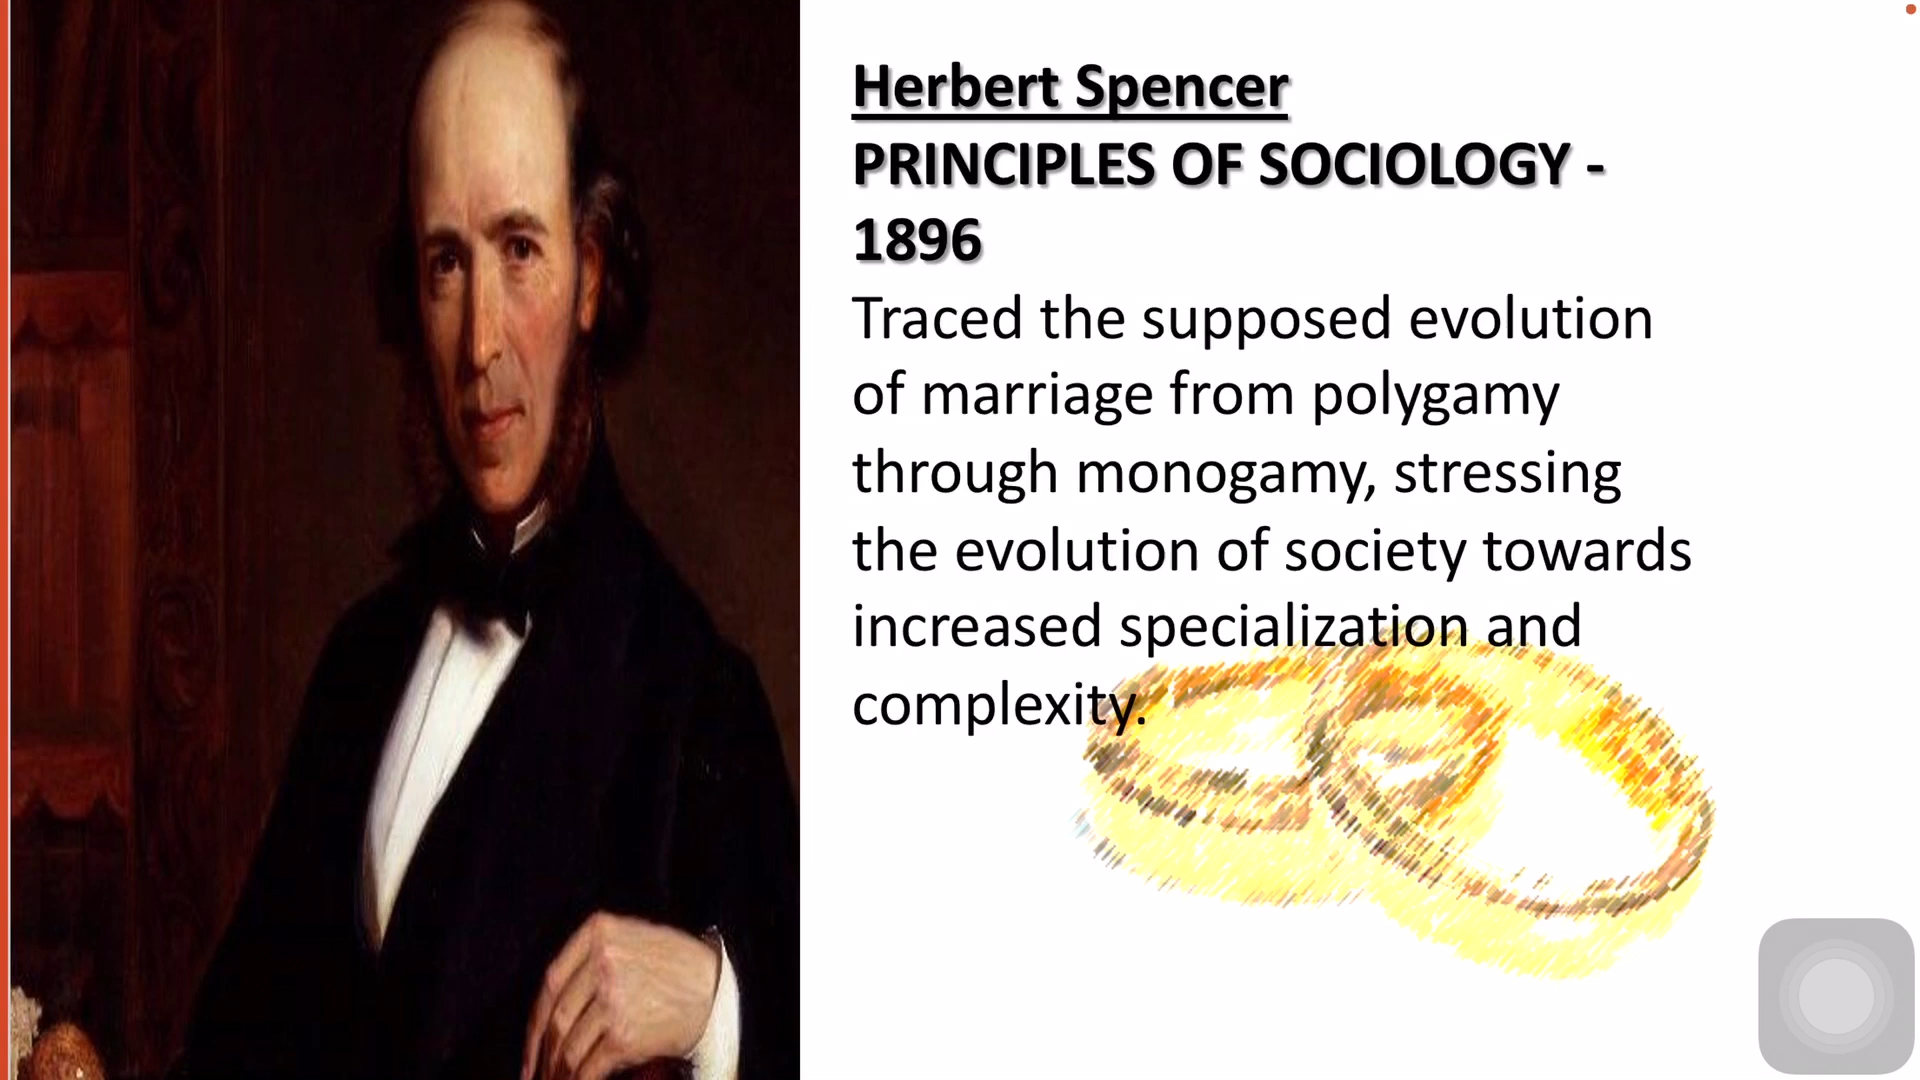 Herbert Spencer
PRINCIPLES OF SOCIOLOGY -
1896
Traced the supposed evolution
of marriage from polygamy
through monogamy, stressing
the evolution of society towards
increased specialization and
complexity.